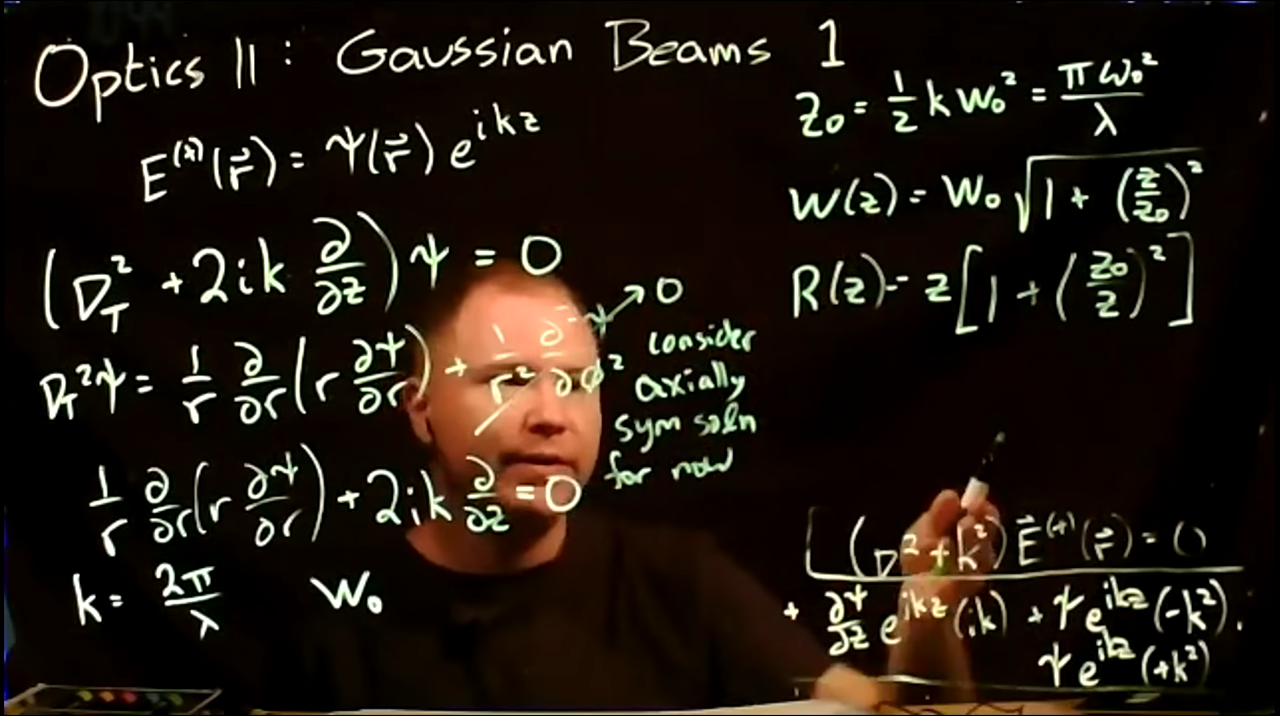 Optics II : Gaussian Beams 1
E⁽⁺⁾(r⃗) = ψ(r⃗) e^{ikz}
(∇_T² + 2ik ∂/∂z) ψ = 0
∇_T²ψ = 1/r ∂/∂r (r ∂ψ/∂r) + 1/r² ∂²ψ/∂φ² → 0
consider
axially
sym soln
for now
1/r ∂/∂r (r ∂ψ/∂r) + 2ik ∂/∂z = 0
k = 2π/λ W₀
z₀ = 1/2 k W₀² = πW₀²/λ
W(z) = W₀ √(1 + (z/z₀)²)
R(z) = z [1 + (z₀/z)²]
(∇² + k²) E⃗⁽⁺⁾(r⃗) = 0
+ ∂ψ/∂z e^{ikz} (ik) + ψ e^{ikz} (-k²) .
ψ e^{ikz} (+k²)